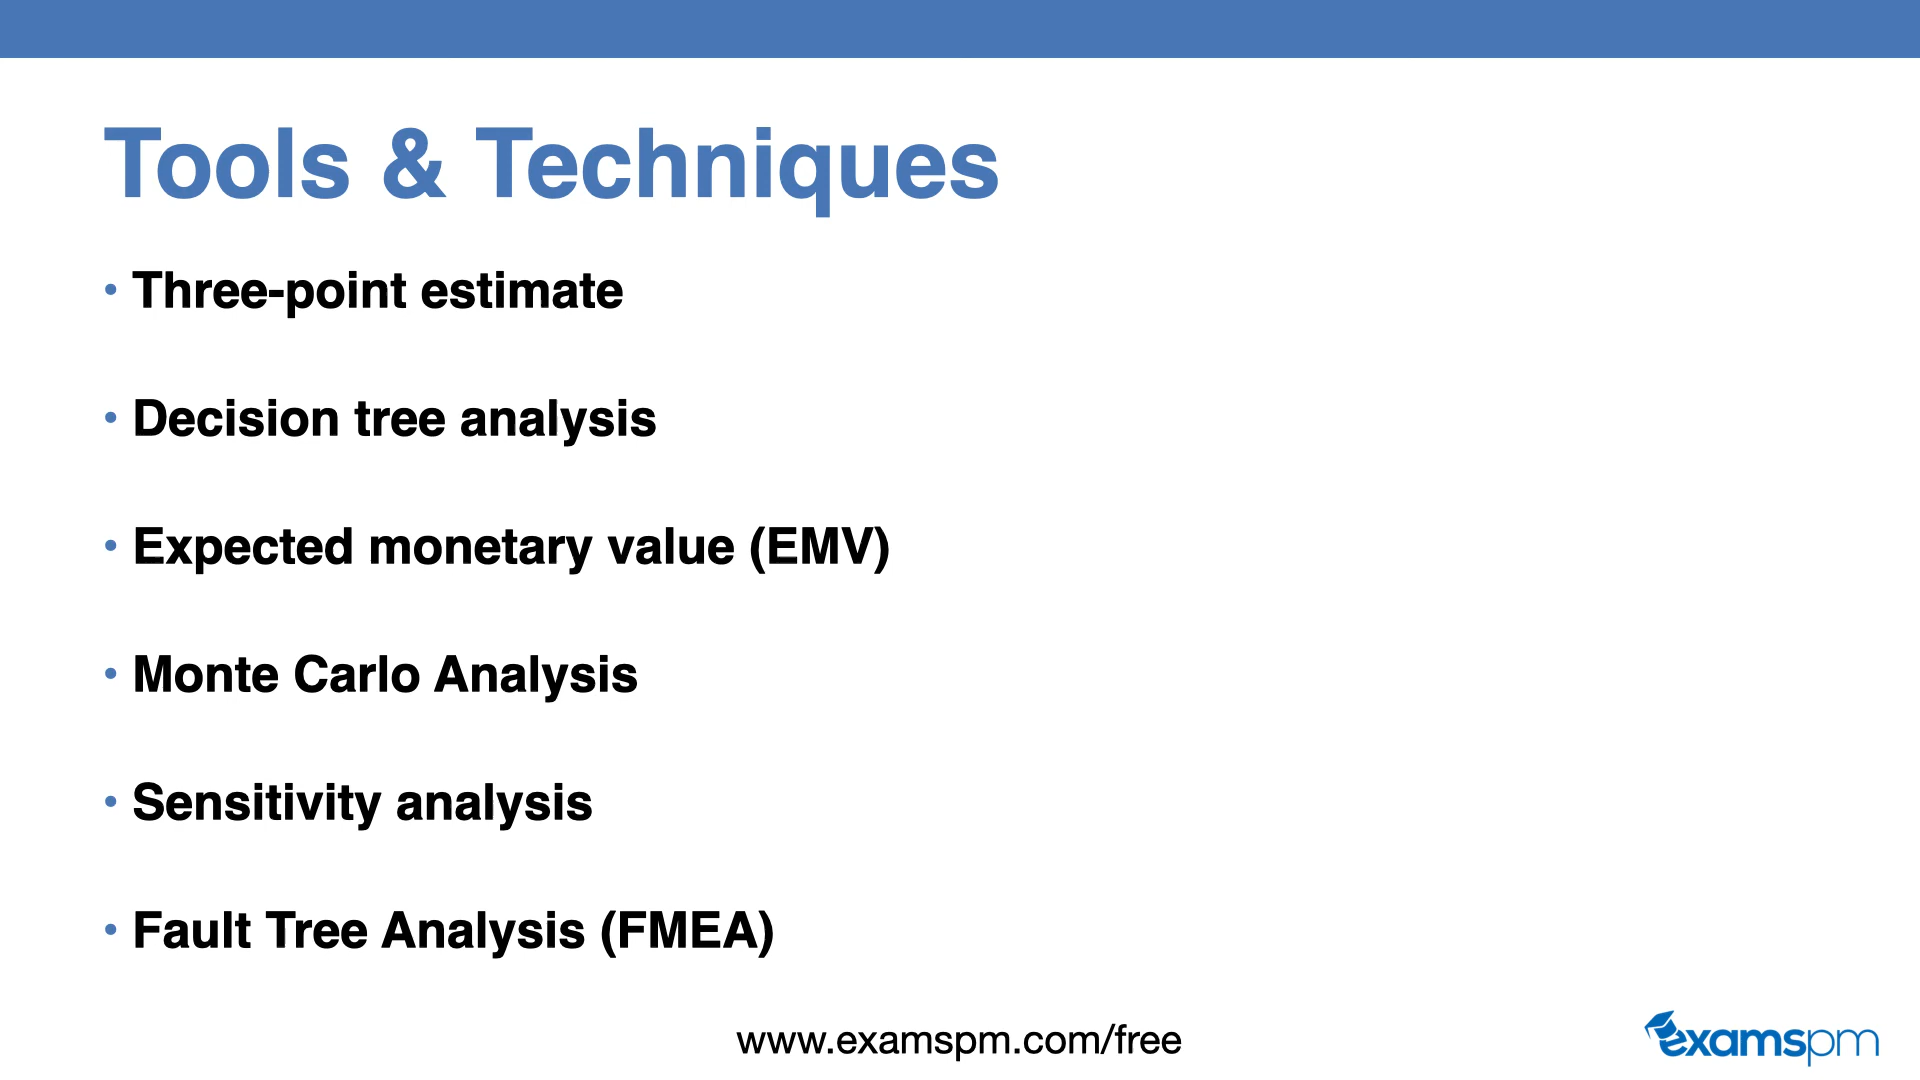 Tools & Techniques
• Three-point estimate
• Decision tree analysis
• Expected monetary value (EMV)
• Monte Carlo Analysis
• Sensitivity analysis
• Fault Tree Analysis (FMEA)
www.examspm.com/free
examspm